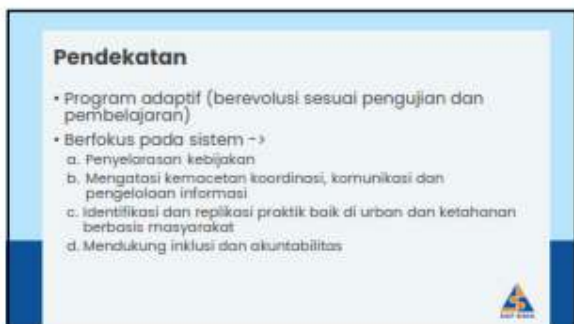 Pendekatan
• Program adaptif (berevolusi sesuai pengujian dan
pembelajaran)
• Berfokus pada sistem ->
a. Penyelarasan kebijakan
b. Mengatasi kemacetan koordinasi, komunikasi dan
pengelolaan informasi
c. Identifikasi dan replikasi praktik baik di urban dan ketahanan
berbasis masyarakat
d. Mendukung inklusi dan akuntabilitas